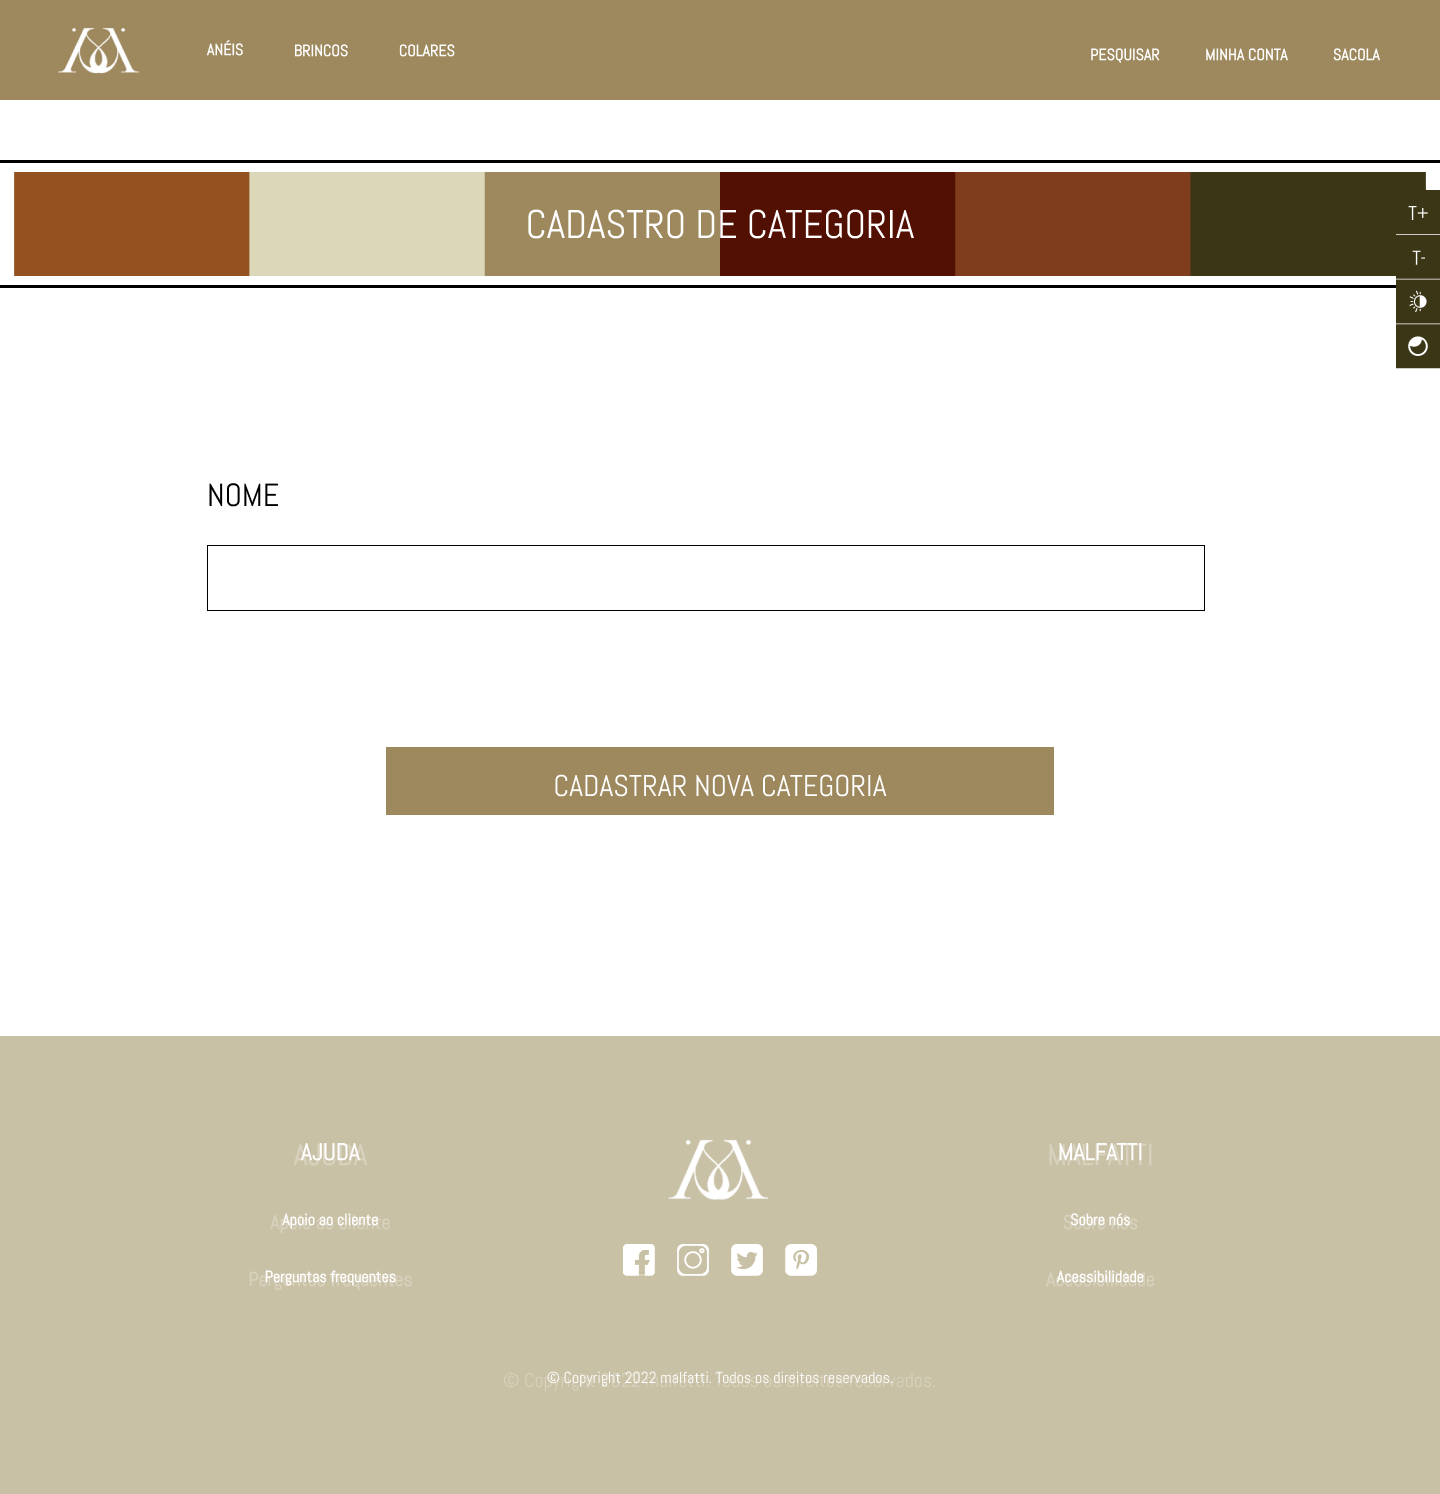 ANÉIS
BRINCOS
COLARES
PESQUISAR
MINHA CONTA
SACOLA
CADASTRO DE CATEGORIA
T+
T-
NOME
CADASTRAR NOVA CATEGORIA
AJUDA
MALFATTI
Apoio ao cliente
Sobre nós
Perguntas frequentes
Acessibilidade
© Copyright 2022 malfatti. Todos os direitos reservados.